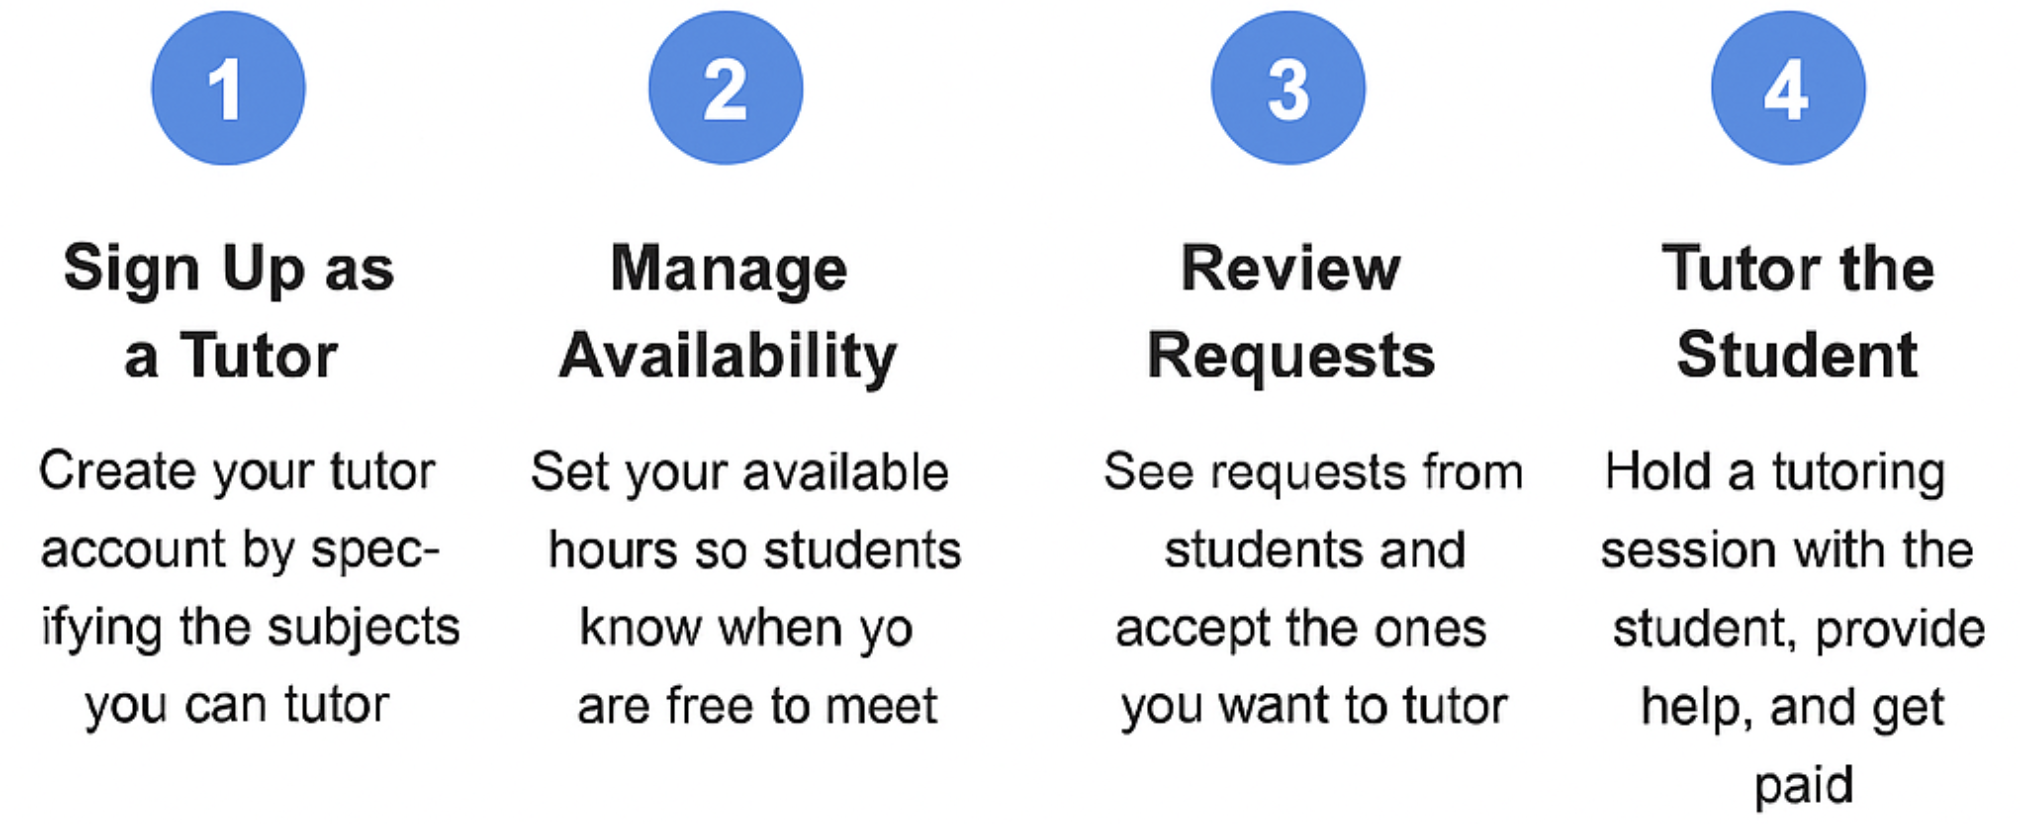 1
Sign Up as
a Tutor
Create your tutor
account by spec-
ifying the subjects
you can tutor
2
Manage
Availability
Set your available
hours so students
know when yo
are free to meet
3
Review
Requests
See requests from
students and
accept the ones
you want to tutor
4
Tutor the
Student
Hold a tutoring
session with the
student, provide
help, and get
paid